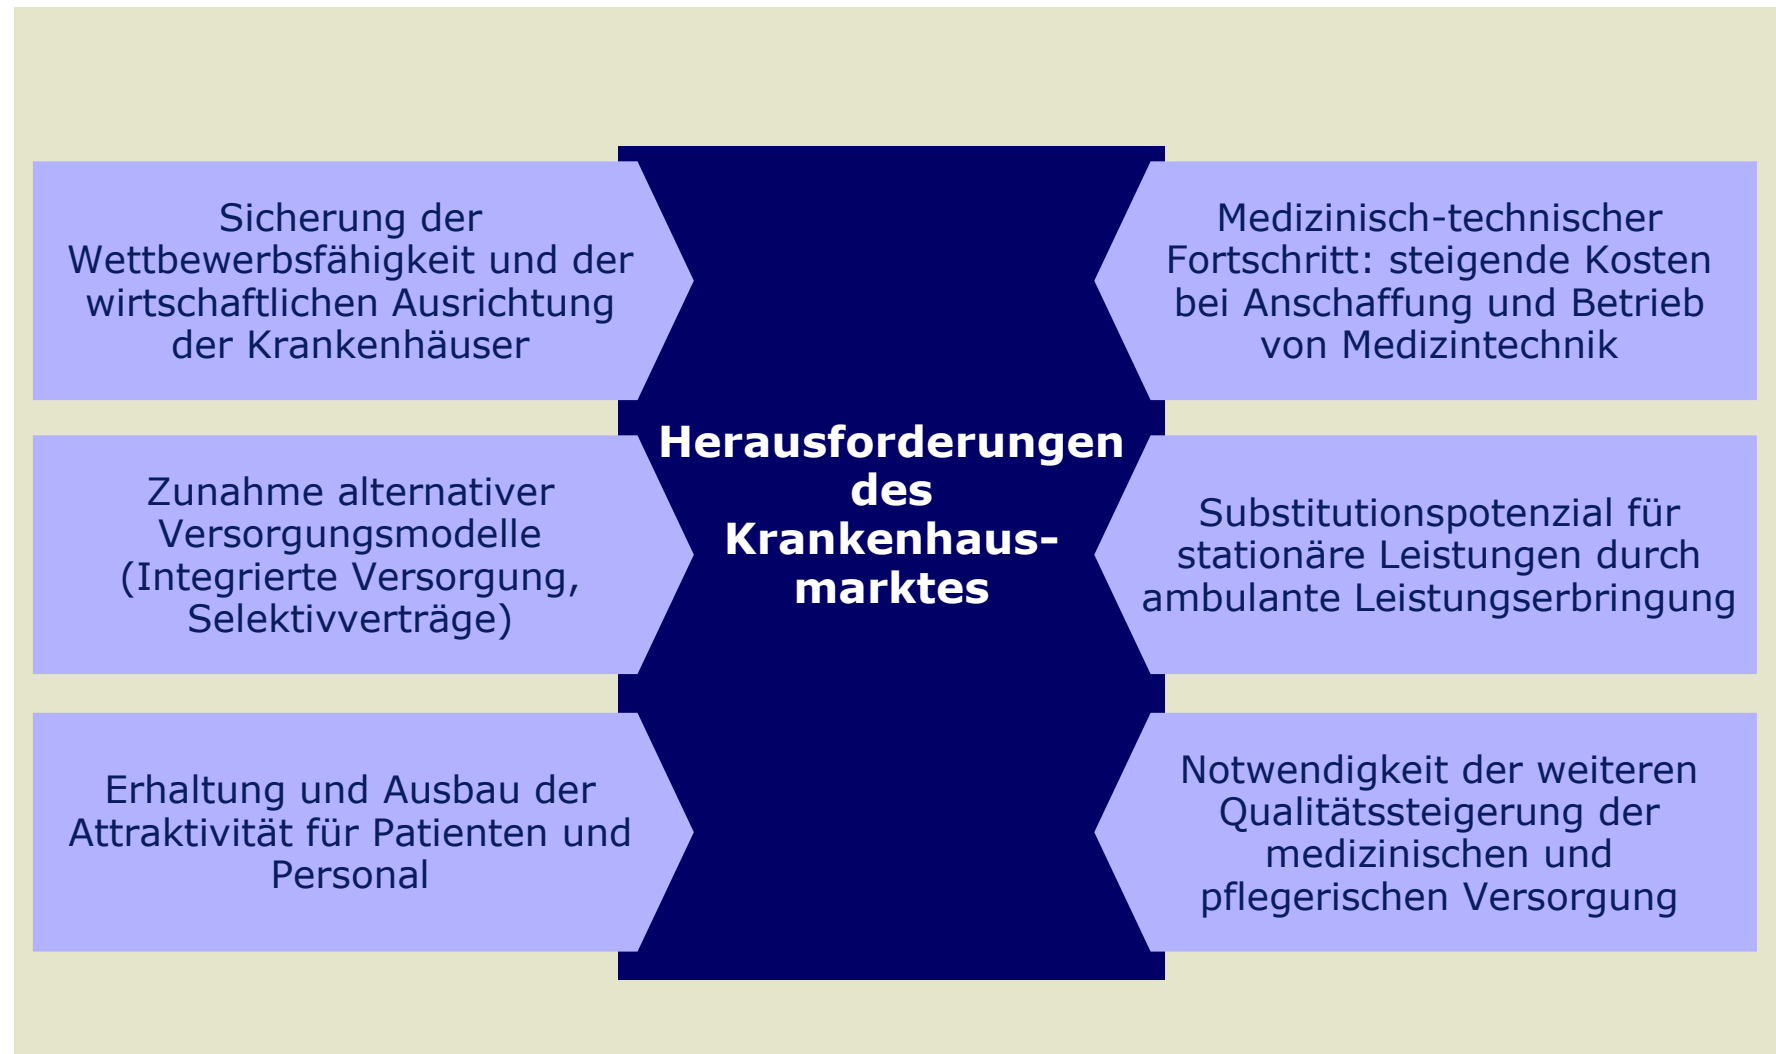 Sicherung der
Wettbewerbsfähigkeit und der
wirtschaftlichen Ausrichtung
der Krankenhäuser
Zunahme alternativer
Versorgungsmodelle
(Integrierte Versorgung,
Selektivverträge)
Erhaltung und Ausbau der
Attraktivität für Patienten und
Personal
Herausforderungen
des
Krankenhaus-
marktes
Medizinisch-technischer
Fortschritt: steigende Kosten
bei Anschaffung und Betrieb
von Medizintechnik
Substitutionspotenzial für
stationäre Leistungen durch
ambulante Leistungserbringung
Notwendigkeit der weiteren
Qualitätssteigerung der
medizinischen und
pflegerischen Versorgung